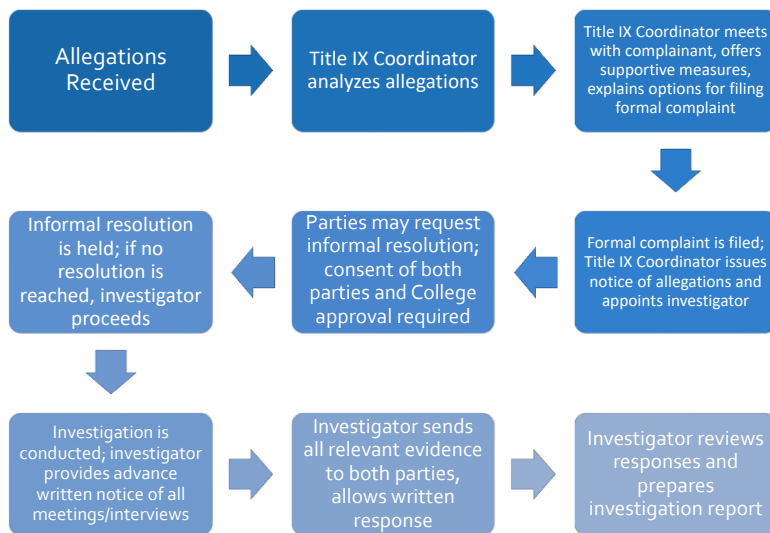 Allegations
Received
Title IX Coordinator
analyzes allegations
Title IX Coordinator meets
with complainant, offers
supportive measures,
explains options for filing
formal complaint
Formal complaint is filed;
Title IX Coordinator issues
notice of allegations and
appoints investigator
Parties may request
informal resolution;
consent of both
parties and College
approval required
Informal resolution
is held; if no
resolution is
reached, investigator
proceeds
Investigation is
conducted; investigator
provides advance
written notice of all
meetings/interviews
Investigator sends
all relevant evidence
to both parties,
allows written
response
Investigator reviews
responses and
prepares
investigation report